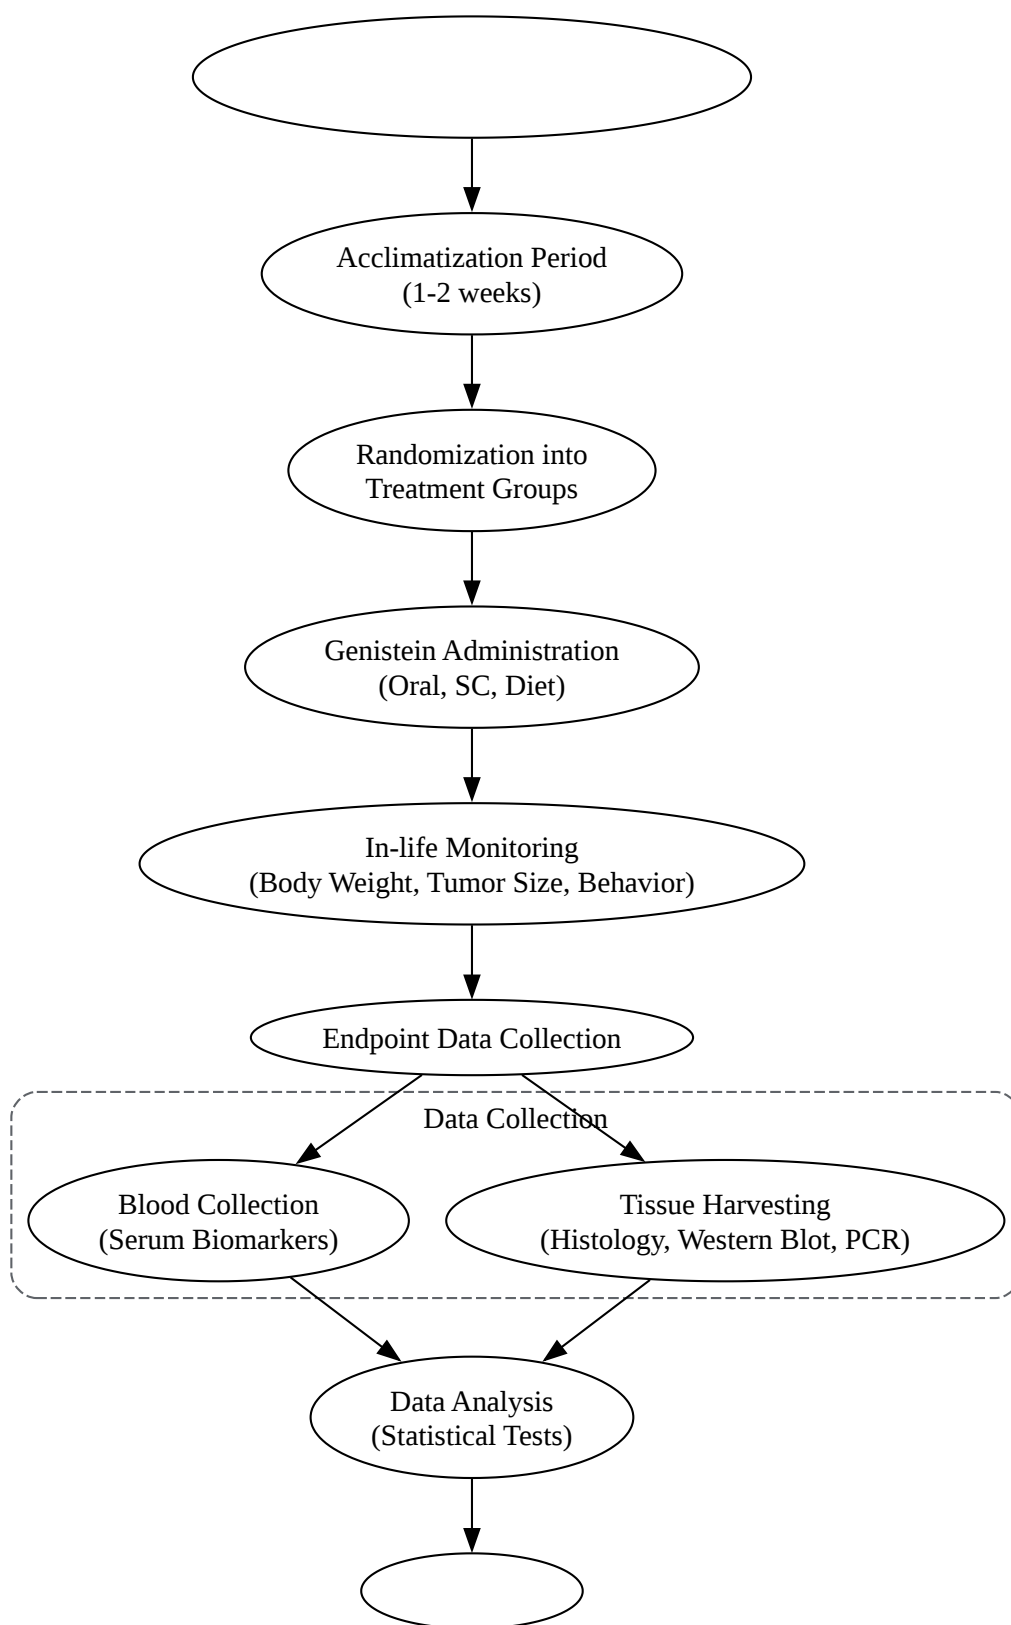 Acclimatization Period
(1-2 weeks)
Randomization into
Treatment Groups
Genistein Administration
(Oral, SC, Diet)
In-life Monitoring
(Body Weight, Tumor Size, Behavior)
Endpoint Data Collection
Data Collection
Blood Collection
(Serum Biomarkers)
Tissue Harvesting
(Histology, Western Blot, PCR)
Data Analysis
(Statistical Tests)